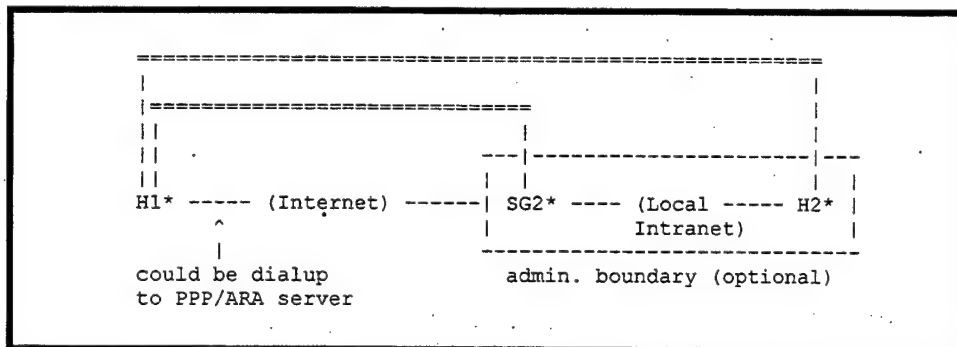 ======================================================
|                                                    |
| |==============================                    |
| |                             |                    |
| |                          ---|--------------------|---
| |                          |  |                    |  |
H1* ----- (Internet) ------| SG2* ---- (Local ----- H2* |
^ | Intranet) |
| ------------------------------
could be dialup admin. boundary (optional)
to PPP/ARA server